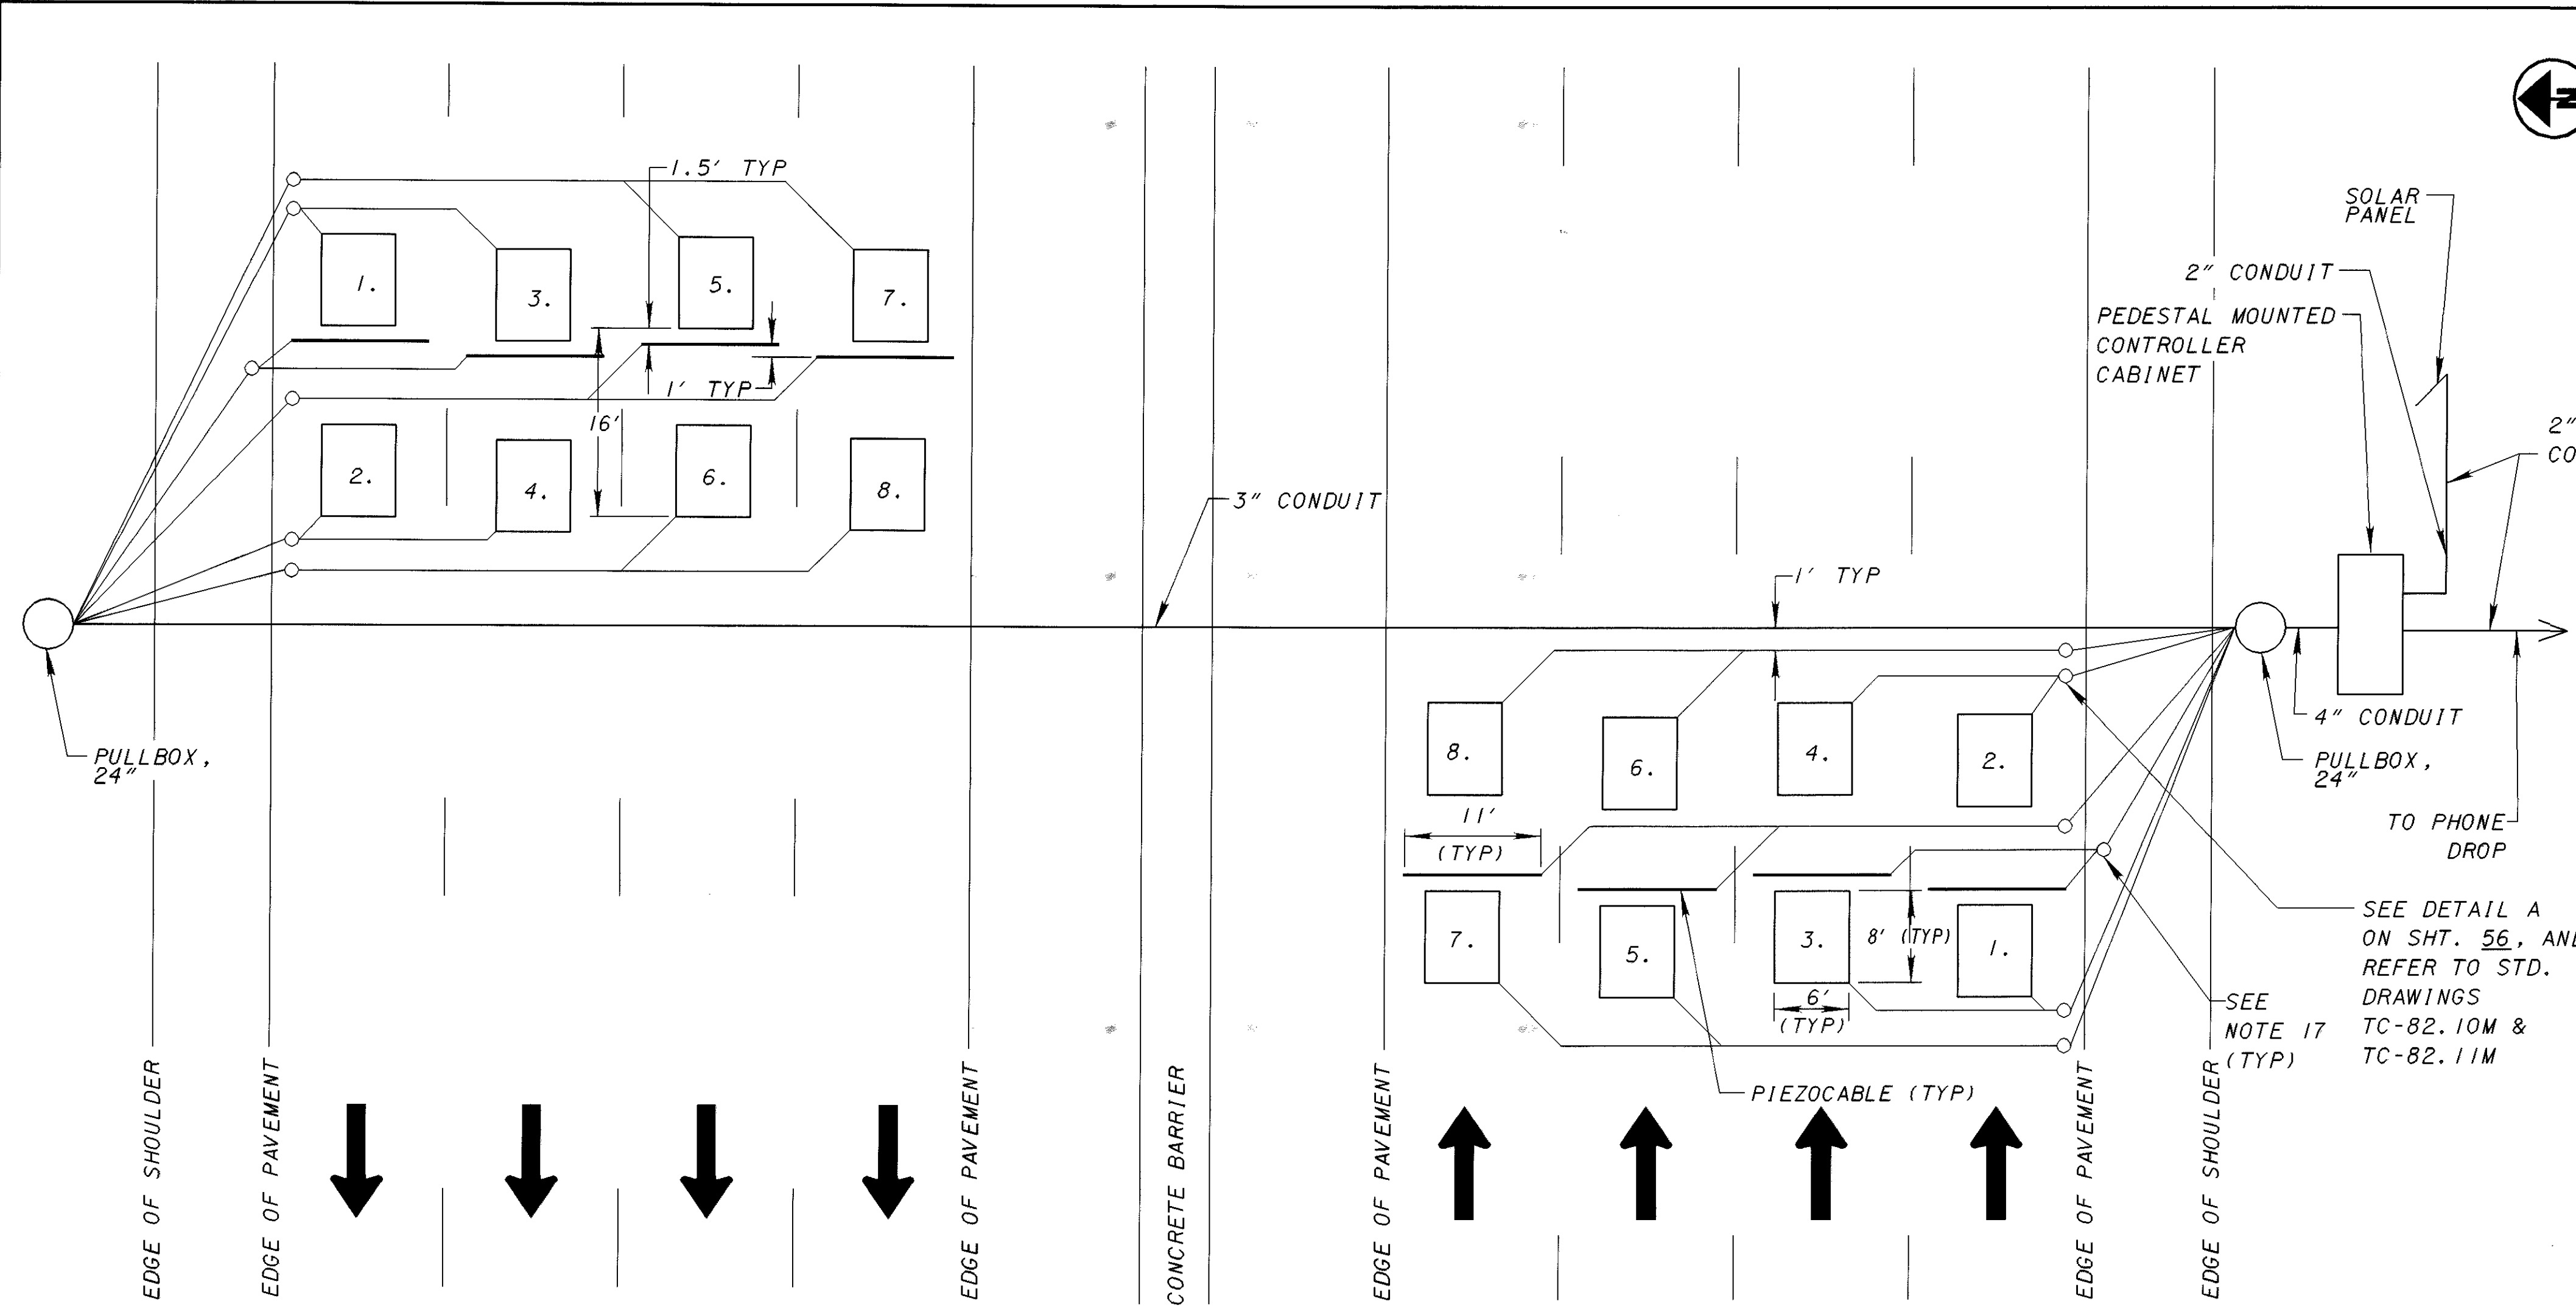 N
1.5' TYP
SOLAR
PANEL
2" CONDUIT
PEDESTAL MOUNTED
CONTROLLER
CABINET
1.
3.
5.
7.
1' TYP
16'
2"
2.
4.
6.
8.
3" CONDUIT
1' TYP
4" CONDUIT
PULLBOX,
24"
PULLBOX,
24"
8.
6.
4.
2.
11'
(TYP)
TO PHONE
DROP
7.
5.
3.
8' (TYP)
1.
6'
(TYP)
SEE DETAIL A
ON SHT. 56,
REFER TO STD.
DRAWINGS
TC-82.10M &
TC-82.11M
SEE
NOTE 17
(TYP)
PIEZOCABLE (TYP)
EDGE OF SHOULDER
EDGE OF PAVEMENT
EDGE OF PAVEMENT
CONCRETE BARRIER
EDGE OF PAVEMENT
EDGE OF PAVEMENT
EDGE OF SHOULDER